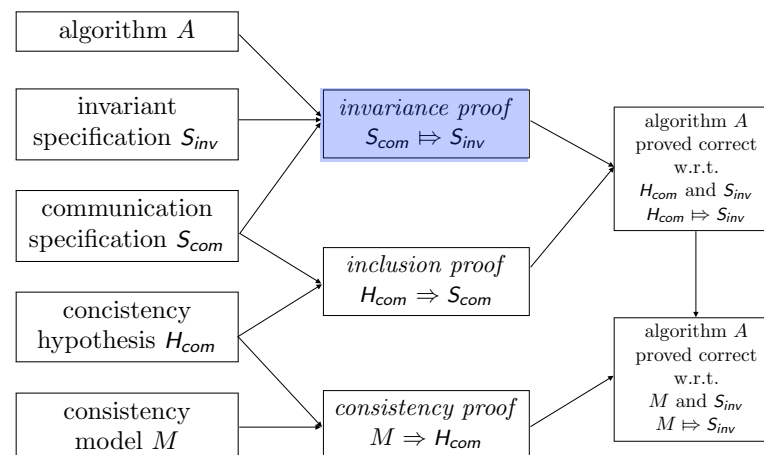 algorithm A
invariant
specification S_inv
communication
specification S_com
concistency
hypothesis H_com
consistency
model M
invariance proof
S_com ⤇ S_inv
inclusion proof
H_com ⇒ S_com
consistency proof
M ⇒ H_com
algorithm A
proved correct
w.r.t.
H_com and S_inv
H_com ⤇ S_inv
algorithm A
proved correct
w.r.t.
M and S_inv
M ⤇ S_inv